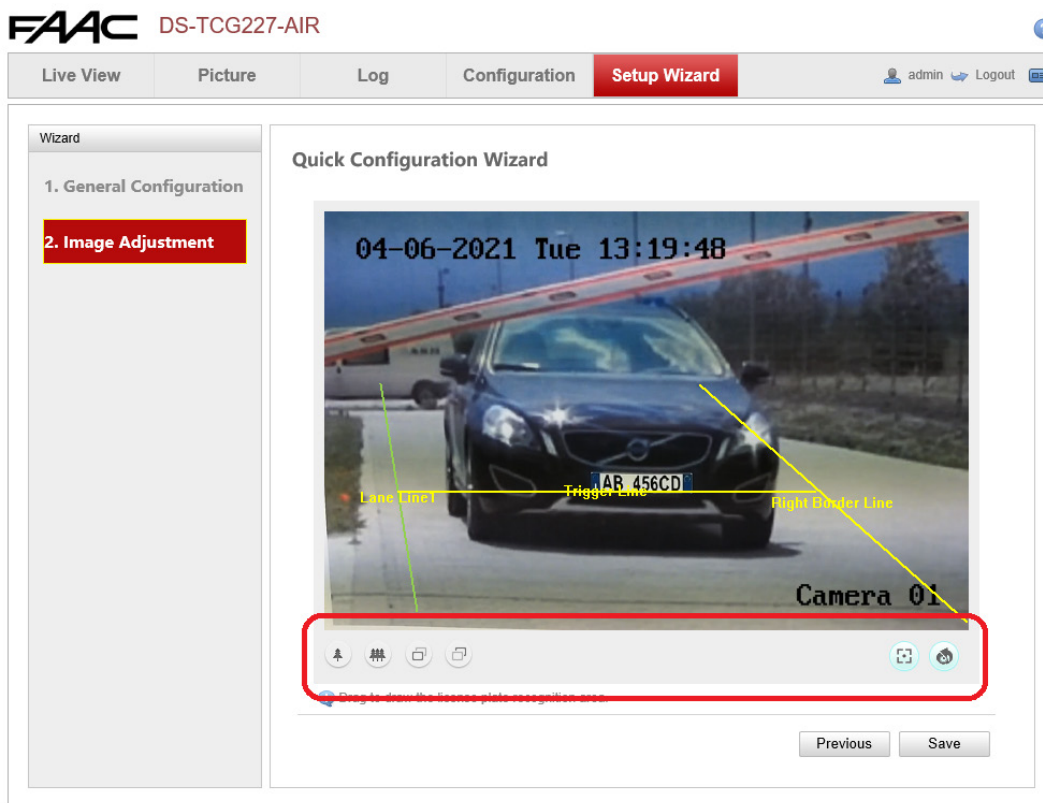 FAAC DS-TCG227-AIR
Live View Picture Log Configuration Setup Wizard admin Logout
Wizard
Quick Configuration Wizard
1. General Configuration
2. Image Adjustment
04-06-2021 Tue 13:19:48
AB 456CD
Lane Line1 Trigger Line Right Border Line
Camera 01
Drag to draw the license plate recognition area.
Previous Save